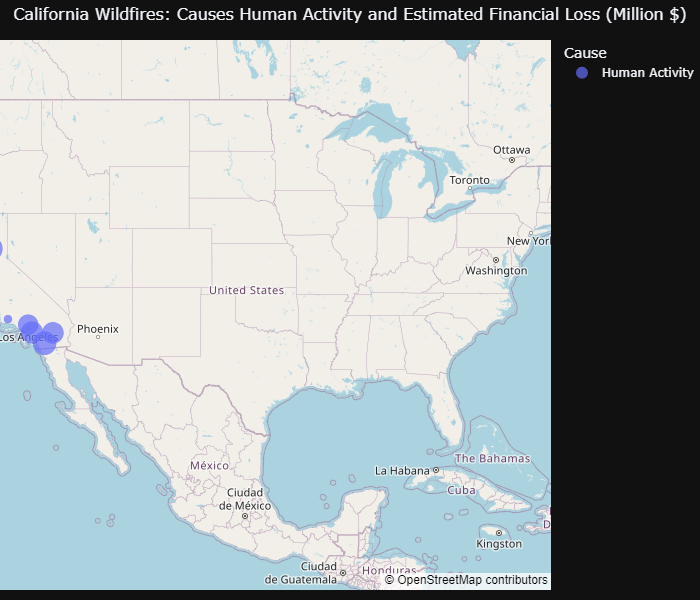 California Wildfires: Causes Human Activity and Estimated Financial Loss (Million $)
Cause
Human Activity
Ottawa
Toronto
New York
Washington
United States
Los Angeles
Phoenix
La Habana
The Bahamas
México
Cuba
Ciudad
de México
Kingston
Ciudad
de Guatemala
Honduras
© OpenStreetMap contributors